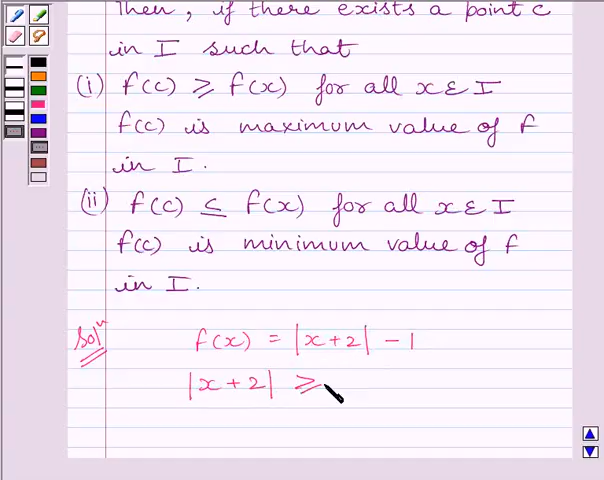 Then, if there exists a point c
in I such that
(i) f(c) ≥ f(x) for all x ε I
f(c) is maximum value of f
in I.
(ii) f(c) ≤ f(x) for all x ε I
f(c) is minimum value of f
in I.
Solⁿ f(x) = |x+2| - 1
|x+2| ≥